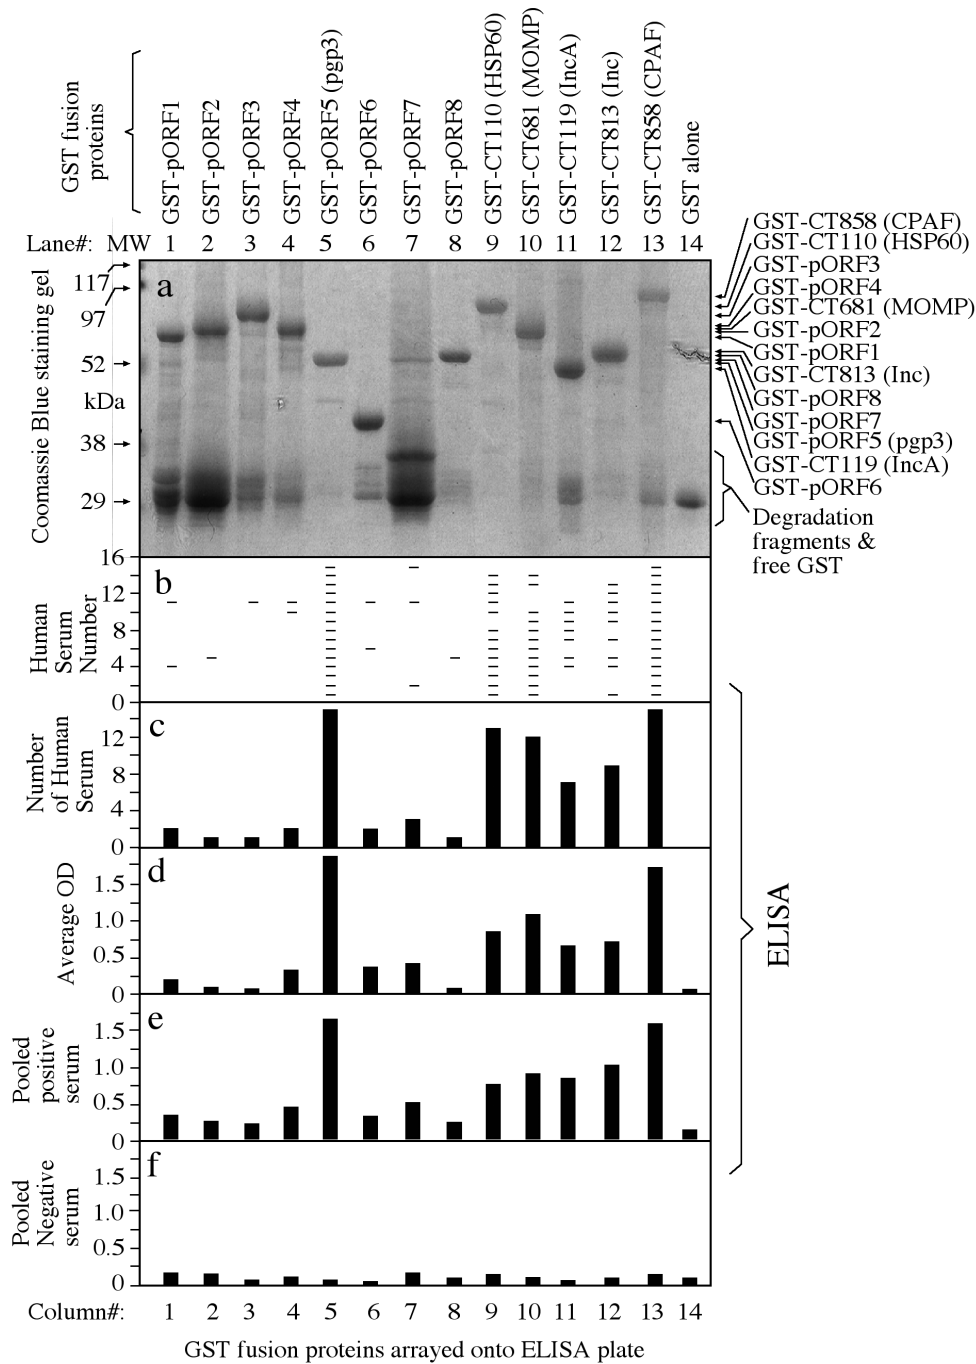 GST fusion
proteins
GST-pORF1
GST-pORF2
GST-pORF3
GST-pORF4
GST-pORF5 (pgp3)
GST-pORF6
GST-pORF7
GST-pORF8
GST-CT110 (HSP60)
GST-CT681 (MOMP)
GST-CT119 (IncA)
GST-CT813 (Inc)
GST-CT858 (CPAF)
GST alone
Lane#: MW 1 2 3 4 5 6 7 8 9 10 11 12 13 14
Coomassie Blue staining gel
117
97
52
kDa
38
29
a
GST-CT858 (CPAF)
GST-CT110 (HSP60)
GST-pORF3
GST-pORF4
GST-CT681 (MOMP)
GST-pORF2
GST-pORF1
GST-CT813 (Inc)
GST-pORF8
GST-pORF7
GST-pORF5 (pgp3)
GST-CT119 (IncA)
GST-pORF6
Degradation
fragments &
free GST
b
Human
Serum
Number
16
12
8
4
0
c
Number
of Human
Serum
12
8
4
0
d
Average OD
1.5
1.0
0.5
0
e
Pooled
positive
serum
1.5
1.0
0.5
0
f
Pooled
Negative
serum
1.5
1.0
0.5
0
ELISA
Column#: 1 2 3 4 5 6 7 8 9 10 11 12 13 14
GST fusion proteins arrayed onto ELISA plate